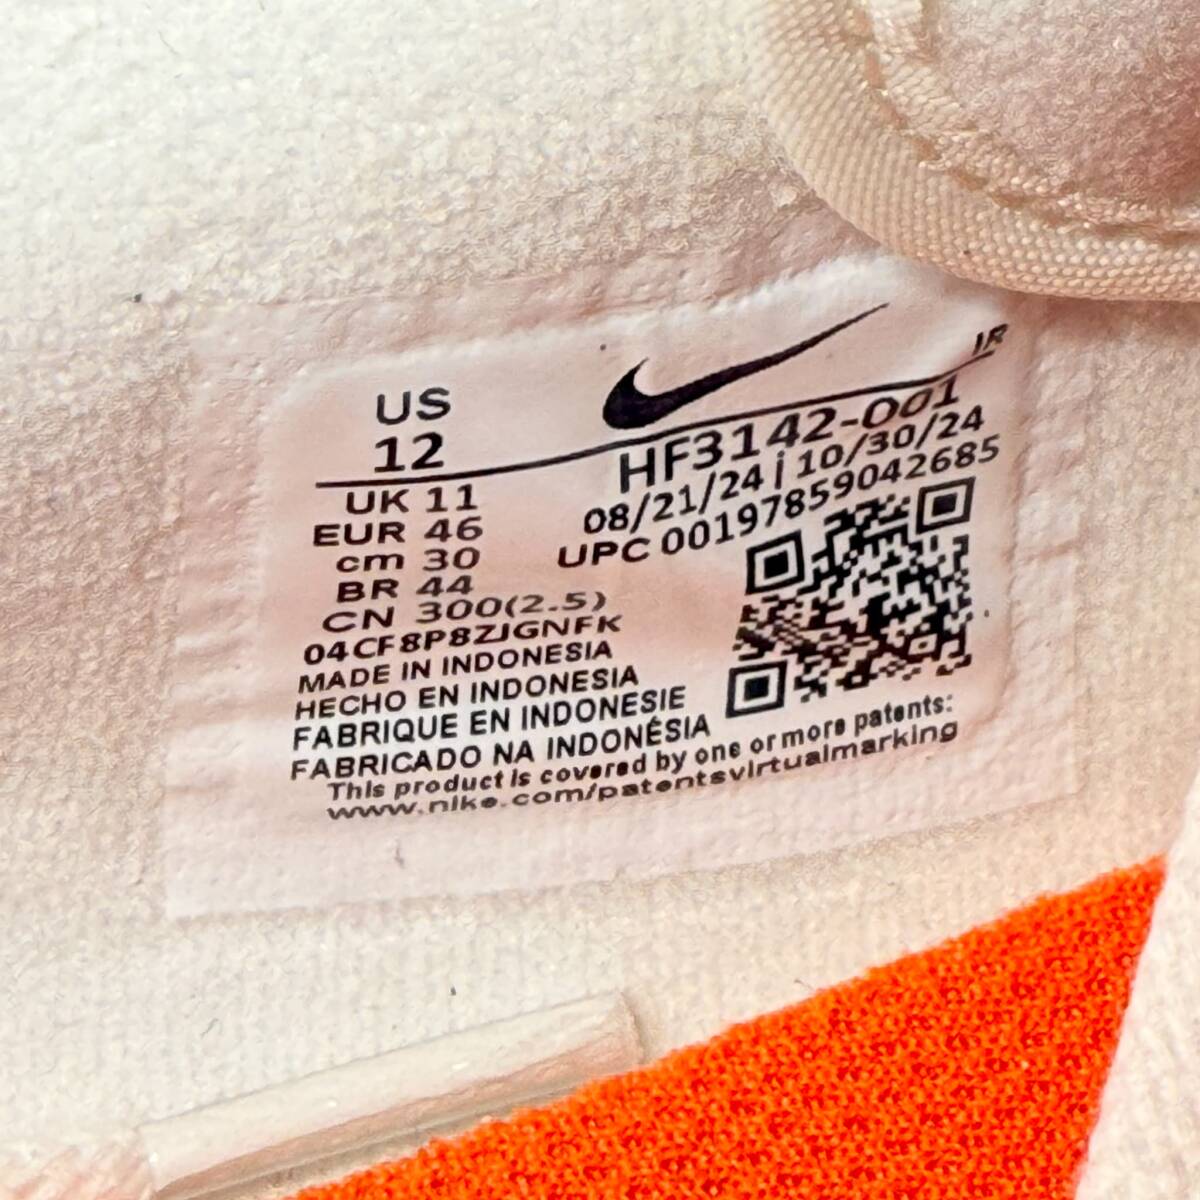 US
12
UK 11
EUR 46
cm 30
BR 44
CN 300(2.5)
04CF8P8ZJGNFK
MADE IN INDONESIA
HECHO EN INDONESIA
FABRIQUE EN INDONESIE
FABRICADO NA INDONÉSIA
This product is covered by one or more patents:
www.nike.com/patentsvirtualmarking
IR
HF3142-001
08/21/24 | 10/30/24
UPC 00197859042685